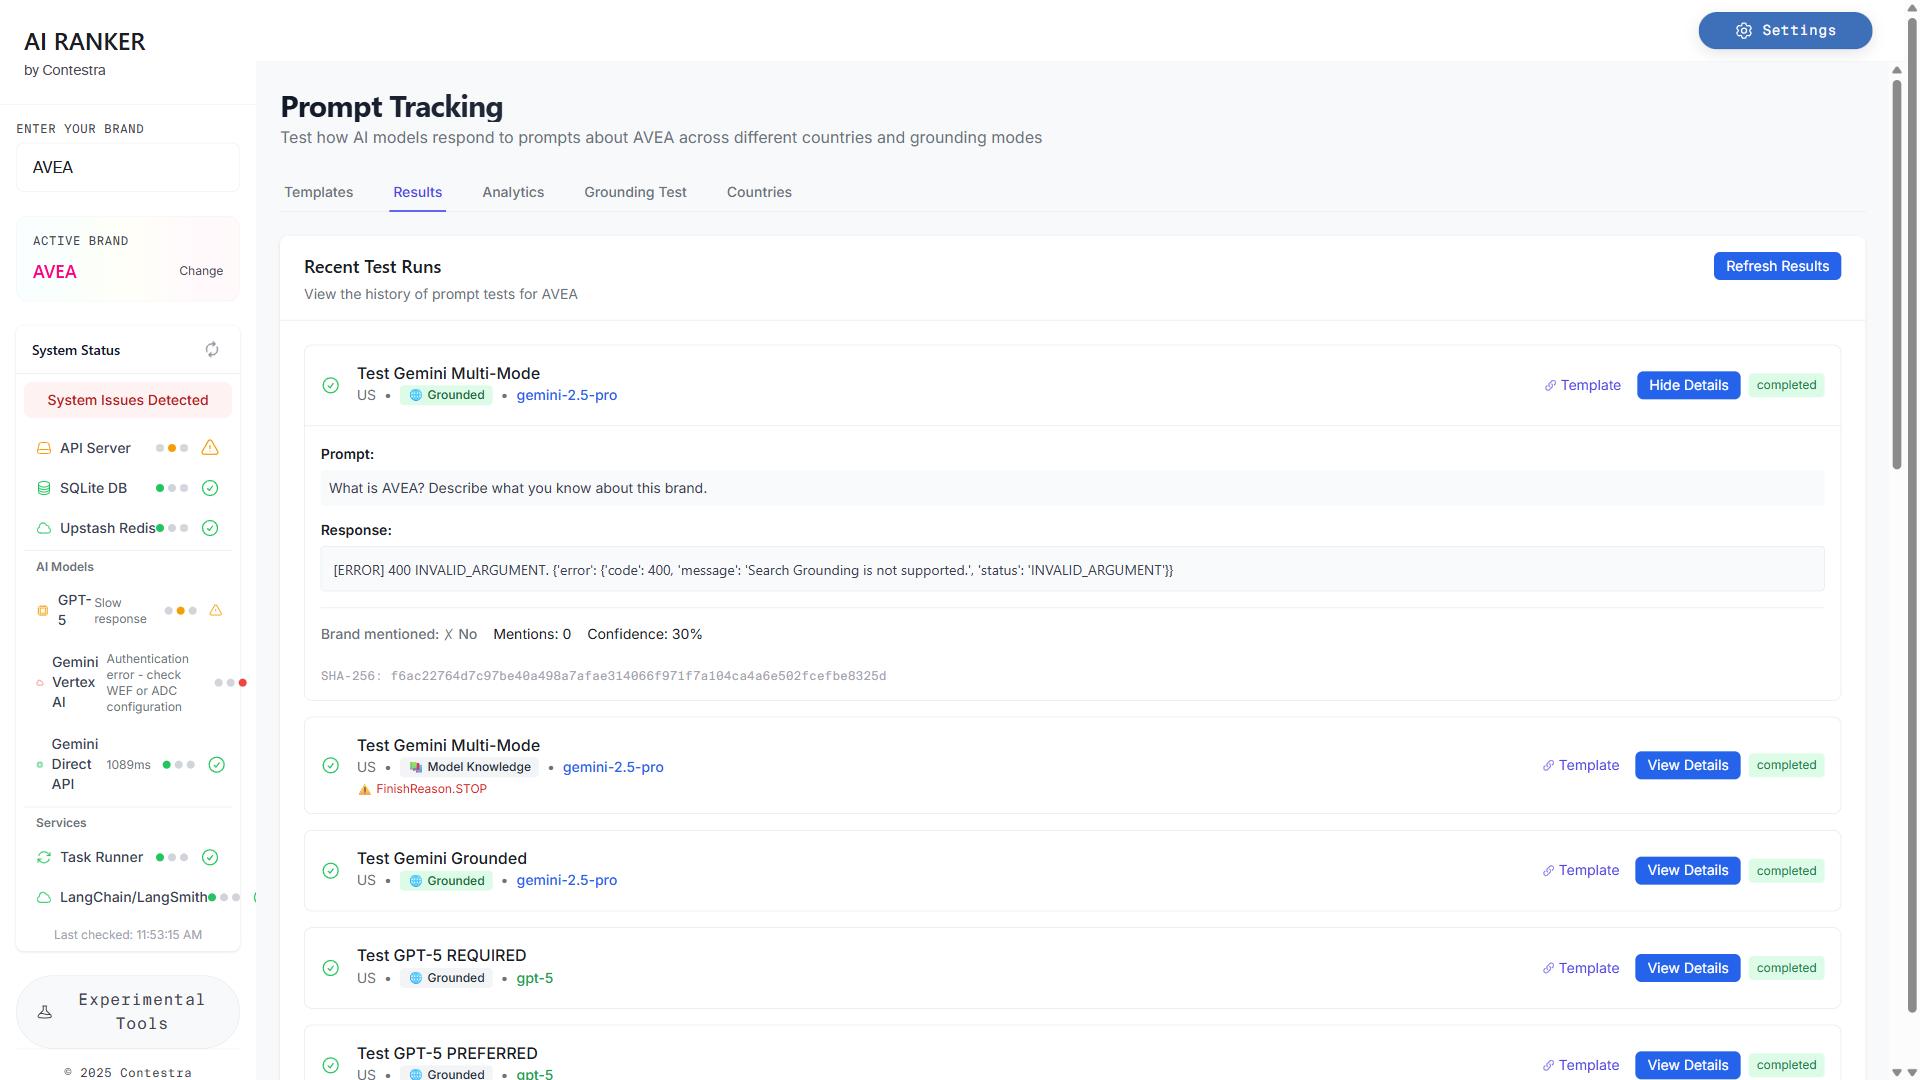 AI RANKER
by Contestra
Settings
ENTER YOUR BRAND
AVEA
ACTIVE BRAND
AVEA
Change
System Status
System Issues Detected
API Server
SQLite DB
Upstash Redis
AI Models
GPT-
5
Slow
response
Gemini
Vertex
AI
Authentication
error - check
WEF or ADC
configuration
Gemini
Direct
API
1089ms
Services
Task Runner
LangChain/LangSmith
Last checked: 11:53:15 AM
Experimental
Tools
© 2025 Contestra
Prompt Tracking
Test how AI models respond to prompts about AVEA across different countries and grounding modes
Templates
Results
Analytics
Grounding Test
Countries
Recent Test Runs
View the history of prompt tests for AVEA
Refresh Results
Test Gemini Multi-Mode
US • Grounded • gemini-2.5-pro
Template
Hide Details
completed
Prompt:
What is AVEA? Describe what you know about this brand.
Response:
[ERROR] 400 INVALID_ARGUMENT. {'error': {'code': 400, 'message': 'Search Grounding is not supported.', 'status': 'INVALID_ARGUMENT'}}
Brand mentioned: ✗ No Mentions: 0 Confidence: 30%
SHA-256: f6ac22764d7c97be40a498a7afae314066f971f7a104ca4a6e502fcefbe8325d
Test Gemini Multi-Mode
US • Model Knowledge • gemini-2.5-pro
FinishReason.STOP
Template
View Details
completed
Test Gemini Grounded
US • Grounded • gemini-2.5-pro
Template
View Details
completed
Test GPT-5 REQUIRED
US • Grounded • gpt-5
Template
View Details
completed
Test GPT-5 PREFERRED
US • Grounded • gpt-5
Template
View Details
completed